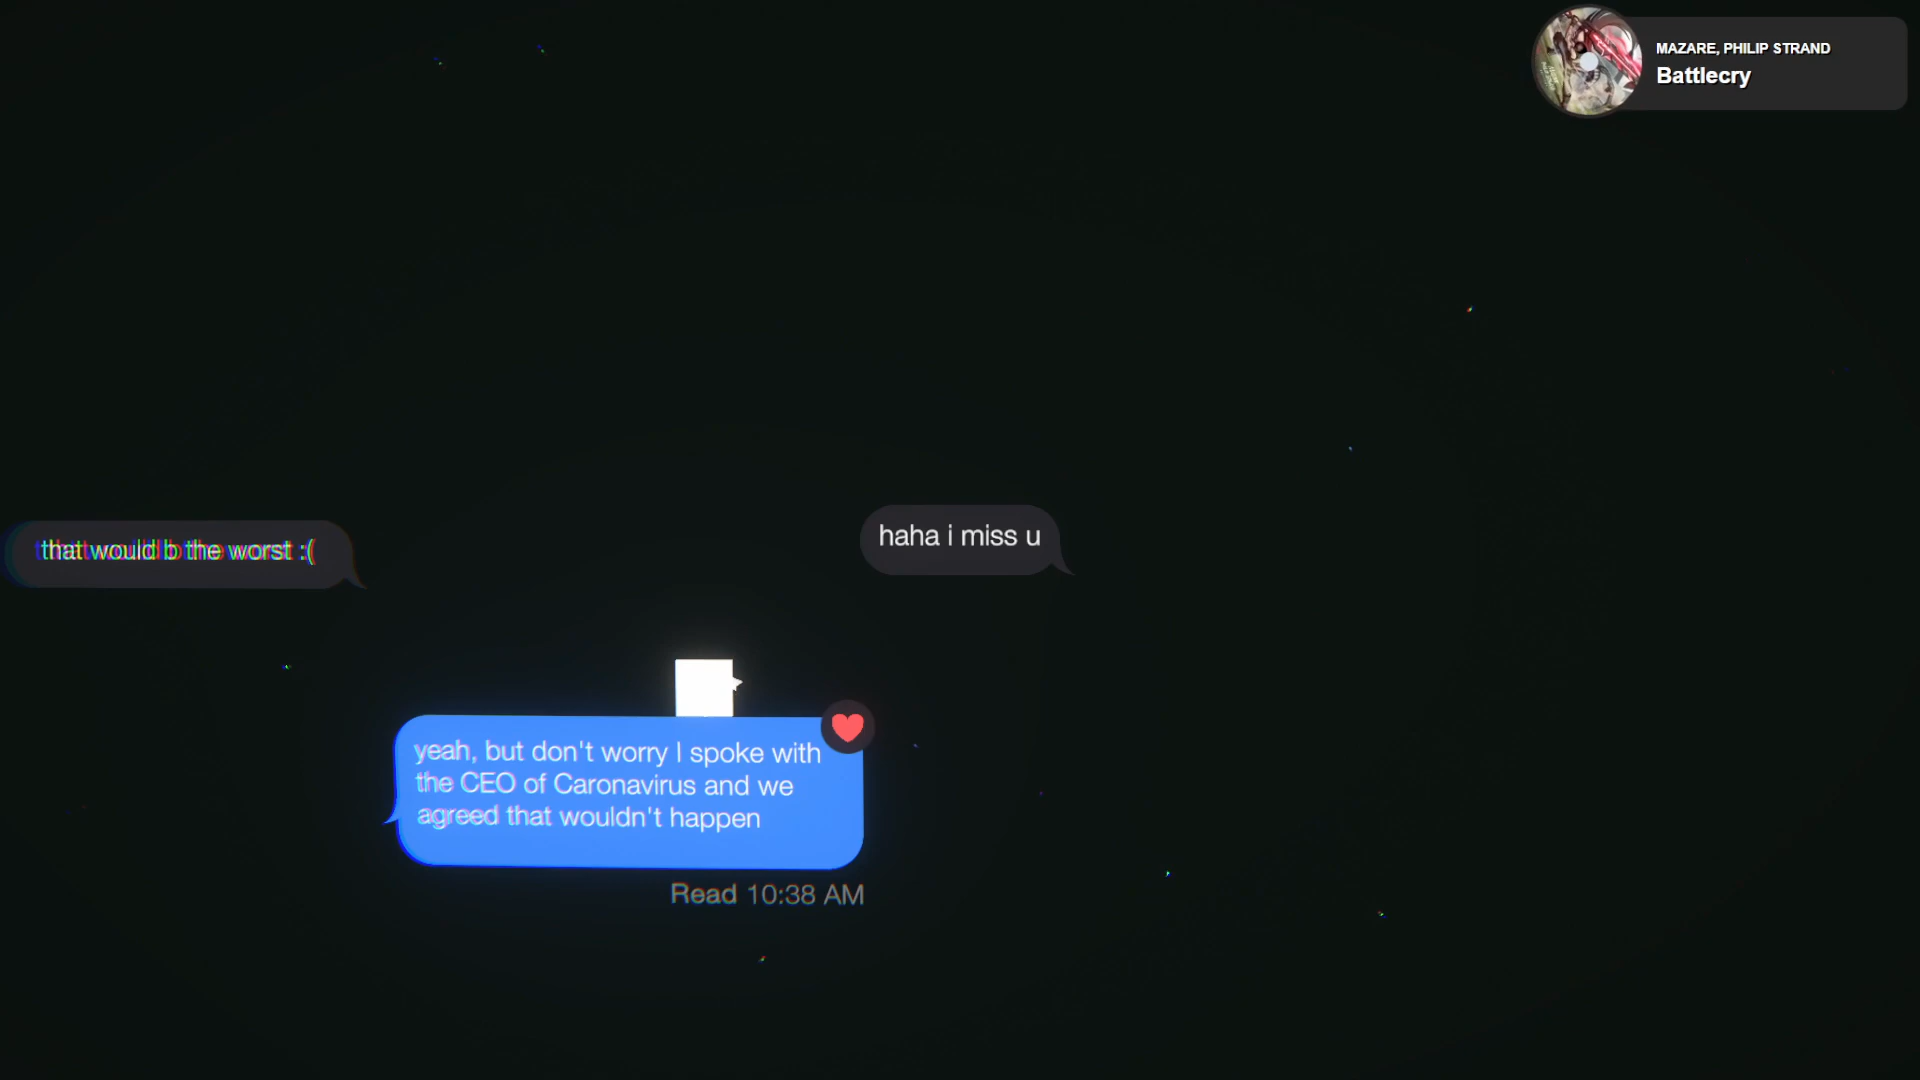 MAZARE, PHILIP STRAND
Battlecry
that would b the worst :(
haha i miss u
yeah, but don't worry I spoke with
the CEO of Caronavirus and we
agreed that wouldn't happen
Read 10:38 AM